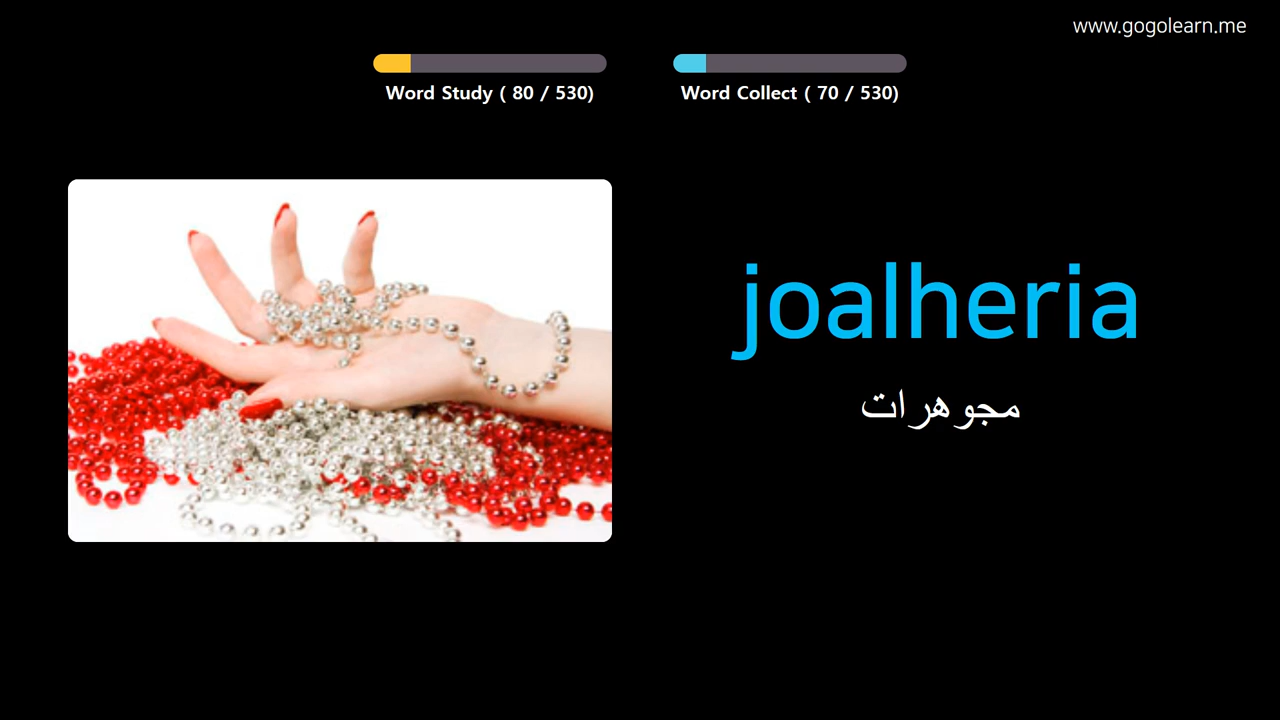 www.gogolearn.me
Word Study ( 80 / 530)
Word Collect ( 70 / 530)
joalheria
مجوهرات